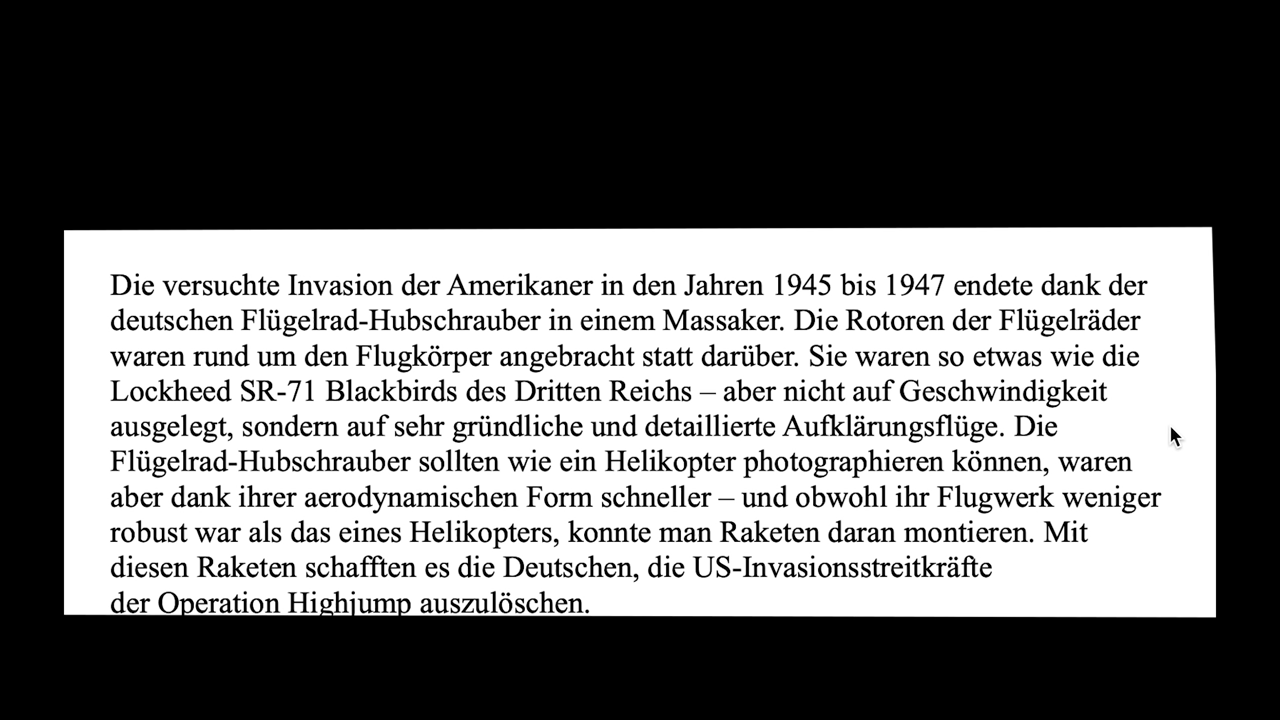 Die versuchte Invasion der Amerikaner in den Jahren 1945 bis 1947 endete dank der
deutschen Flügelrad-Hubschrauber in einem Massaker. Die Rotoren der Flügelräder
waren rund um den Flugkörper angebracht statt darüber. Sie waren so etwas wie die
Lockheed SR-71 Blackbirds des Dritten Reichs – aber nicht auf Geschwindigkeit
ausgelegt, sondern auf sehr gründliche und detaillierte Aufklärungsflüge. Die
Flügelrad-Hubschrauber sollten wie ein Helikopter photographieren können, waren
aber dank ihrer aerodynamischen Form schneller – und obwohl ihr Flugwerk weniger
robust war als das eines Helikopters, konnte man Raketen daran montieren. Mit
diesen Raketen schafften es die Deutschen, die US-Invasionsstreitkräfte
der Operation Highjump auszulöschen.